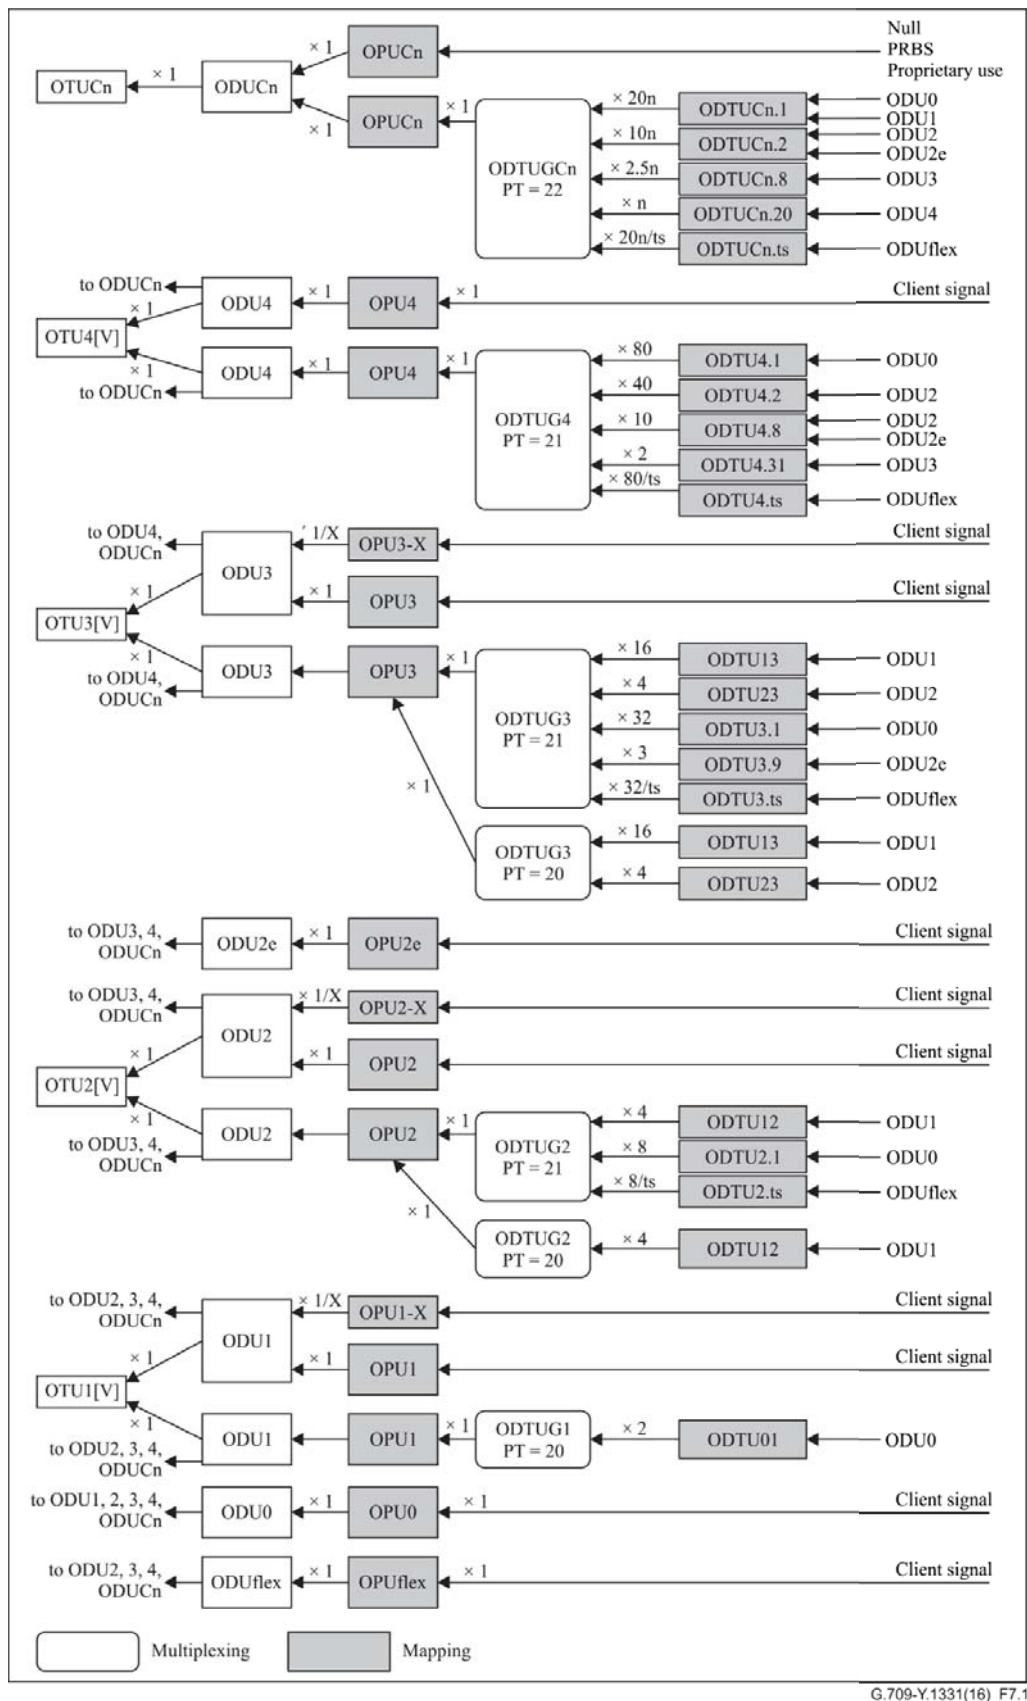 Null
× 1 OPUCn PRBS
Proprietary use
OTUCn × 1 ODUCn
× 1 OPUCn × 1 ODTUGCn PT = 22
× 20n ODTUCn.1 ODU0
ODU1
× 10n ODTUCn.2 ODU2
ODU2e
× 2.5n ODTUCn.8 ODU3
× n ODTUCn.20 ODU4
× 20n/ts ODTUCn.ts ODUflex
to ODUCn ODU4 × 1 OPU4 × 1 Client signal
× 1
OTU4[V]
× 1 ODU4 × 1 OPU4 × 1
to ODUCn
ODTUG4
PT = 21
× 80 ODTU4.1 ODU0
× 40 ODTU4.2 ODU2
× 10 ODTU4.8 ODU2
ODU2e
× 2 ODTU4.31 ODU3
× 80/ts ODTU4.ts ODUflex
to ODU4,
ODUCn
ODU3 ´ 1/X OPU3-X Client signal
× 1 × 1 OPU3 Client signal
OTU3[V]
× 1 ODU3 OPU3 × 1
to ODU4,
ODUCn
ODTUG3
PT = 21
× 16 ODTU13 ODU1
× 4 ODTU23 ODU2
× 32 ODTU3.1 ODU0
× 3 ODTU3.9 ODU2e
× 32/ts ODTU3.ts ODUflex
× 1
ODTUG3
PT = 20
× 16 ODTU13 ODU1
× 4 ODTU23 ODU2
to ODU3, 4,
ODUCn
ODU2e × 1 OPU2e Client signal
to ODU3, 4,
ODUCn
ODU2 × 1/X OPU2-X Client signal
× 1 × 1 OPU2 Client signal
OTU2[V]
× 1 ODU2 OPU2 × 1
to ODU3, 4,
ODUCn
ODTUG2
PT = 21
× 4 ODTU12 ODU1
× 8 ODTU2.1 ODU0
× 8/ts ODTU2.ts ODUflex
× 1
ODTUG2
PT = 20
× 4 ODTU12 ODU1
to ODU2, 3, 4,
ODUCn
ODU1 × 1/X OPU1-X Client signal
× 1 × 1 OPU1 Client signal
OTU1[V]
× 1 ODU1 OPU1 × 1
to ODU2, 3, 4,
ODUCn
ODTUG1
PT = 20
× 2 ODTU01 ODU0
to ODU1, 2, 3, 4,
ODUCn
ODU0 × 1 OPU0 × 1 Client signal
to ODU2, 3, 4,
ODUCn
ODUflex × 1 OPUflex × 1 Client signal
Multiplexing Mapping
G.709-Y.1331(16)_F7.1